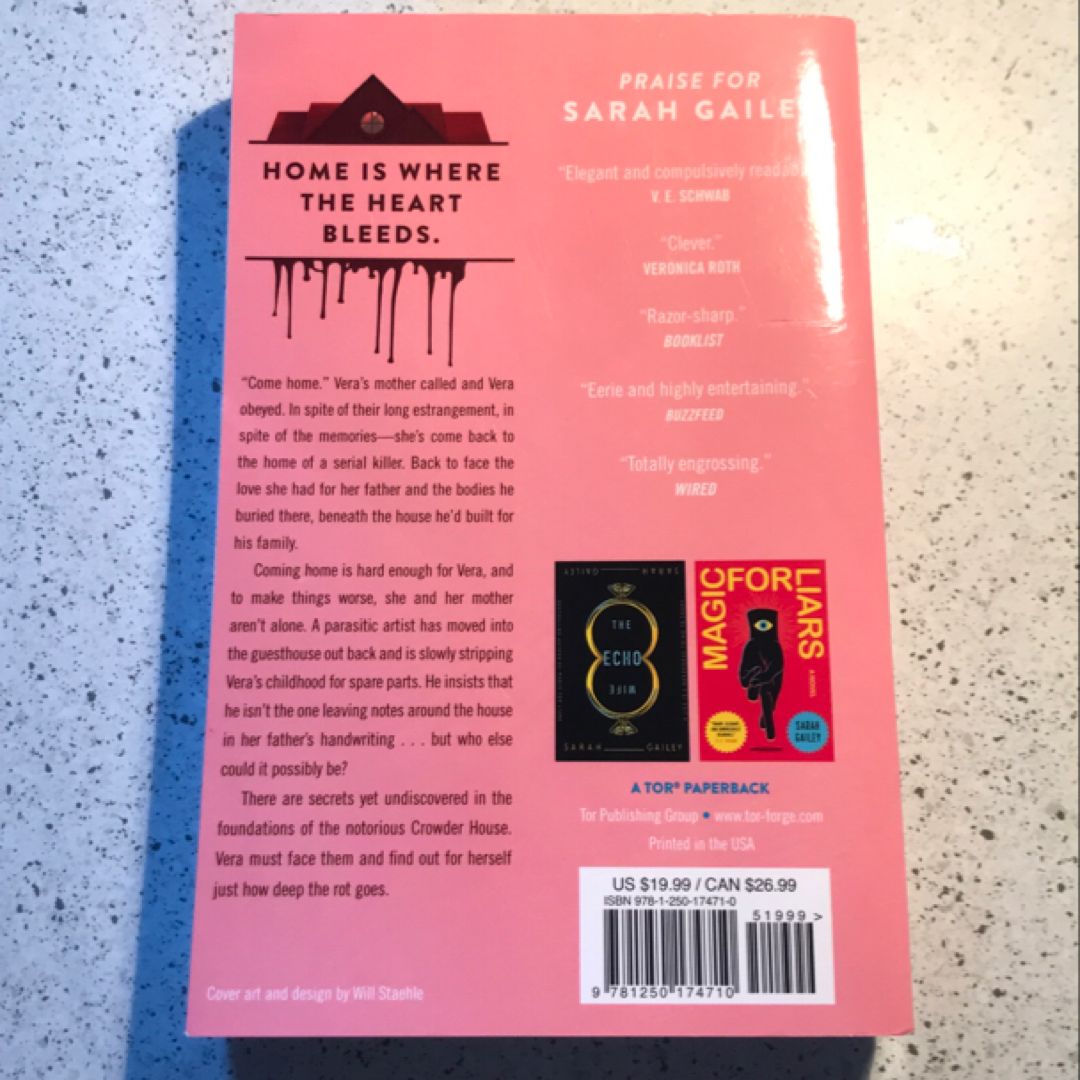 HOME IS WHERE
THE HEART
BLEEDS.
“Come home.” Vera’s mother called and Vera
obeyed. In spite of their long estrangement, in
spite of the memories—she’s come back to
the home of a serial killer. Back to face the
love she had for her father and the bodies he
buried there, beneath the house he’d built for
his family.
Coming home is hard enough for Vera, and
to make things worse, she and her mother
aren’t alone. A parasitic artist has moved into
the guesthouse out back and is slowly stripping
Vera’s childhood for spare parts. He insists that
he isn’t the one leaving notes around the house
in her father’s handwriting . . . but who else
could it possibly be?
There are secrets yet undiscovered in the
foundations of the notorious Crowder House.
Vera must face them and find out for herself
just how deep the rot goes.
Cover art and design by Will Staehle
PRAISE FOR
SARAH
“Elegant and compulsively
V. E. SCHWAB
“Clever.”
VERONICA ROTH
“Razor-sharp.”
BOOKLIST
“Eerie and highly entertaining.”
BUZZFEED
“Totally engrossing.”
WIRED
SARAH GAILEY
THE
ECHO
WIFE
SARAH GAILEY
MAGIC FOR LIARS
A NOVEL
SARAH
GAILEY
A TOR® PAPERBACK
Tor Publishing Group • www.tor-forge.com
Printed in the USA
US $19.99 / CAN $26.99
ISBN 978-1-250-17471-0
51999 >
9 781250 174710